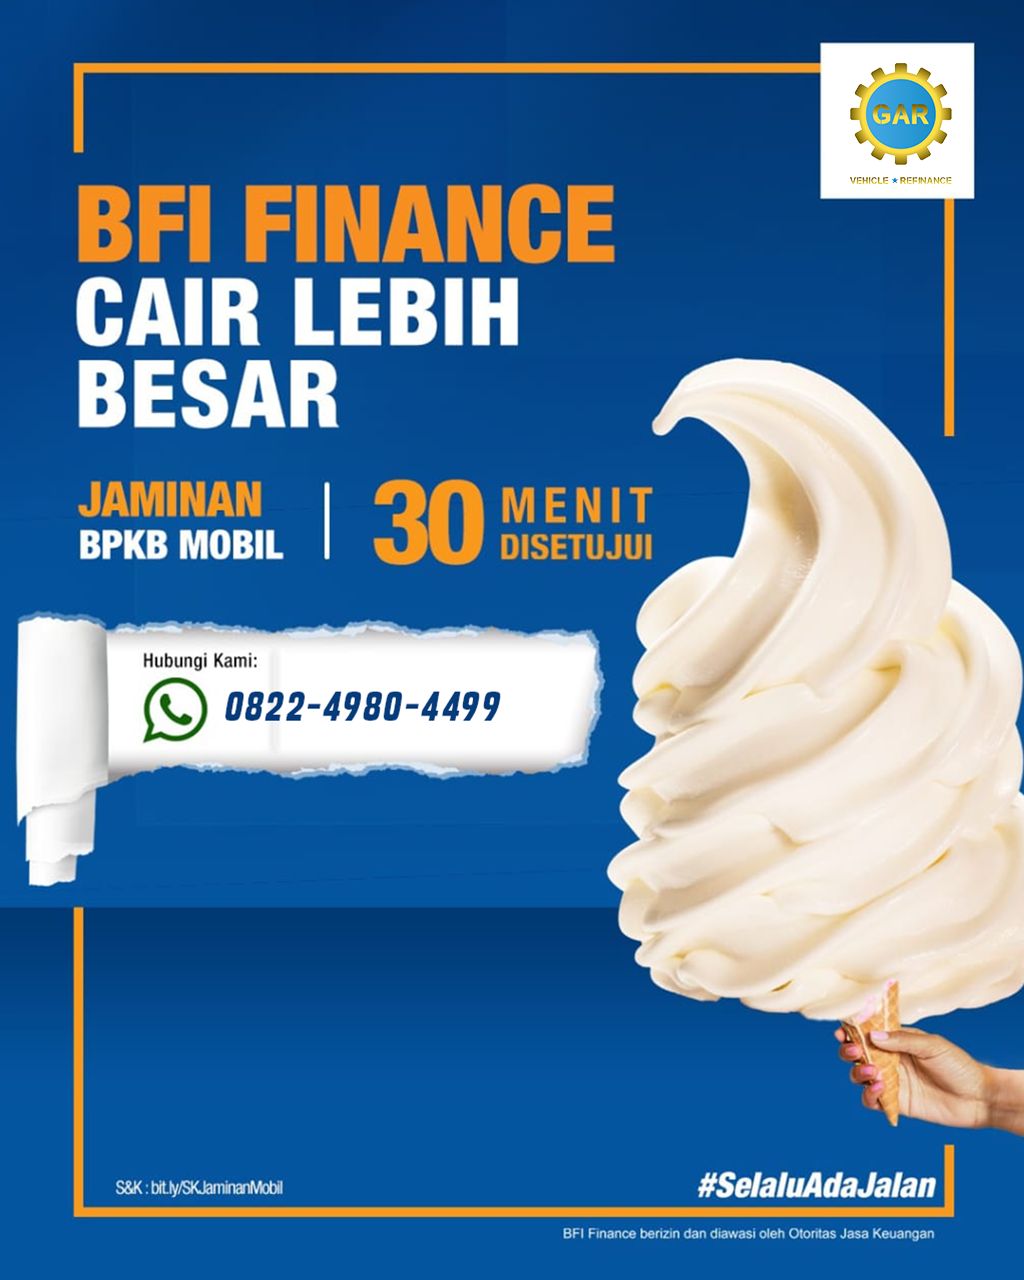 GAR
VEHICLE ★ REFINANCE
BFI FINANCE
CAIR LEBIH
BESAR
JAMINAN
BPKB MOBIL
30 MENIT
DISETUJUI
Hubungi Kami:
0822-4980-4499
S&K : bit.ly/SKJaminanMobil
#SelaluAdaJalan
BFI Finance berizin dan diawasi oleh Otoritas Jasa Keuangan